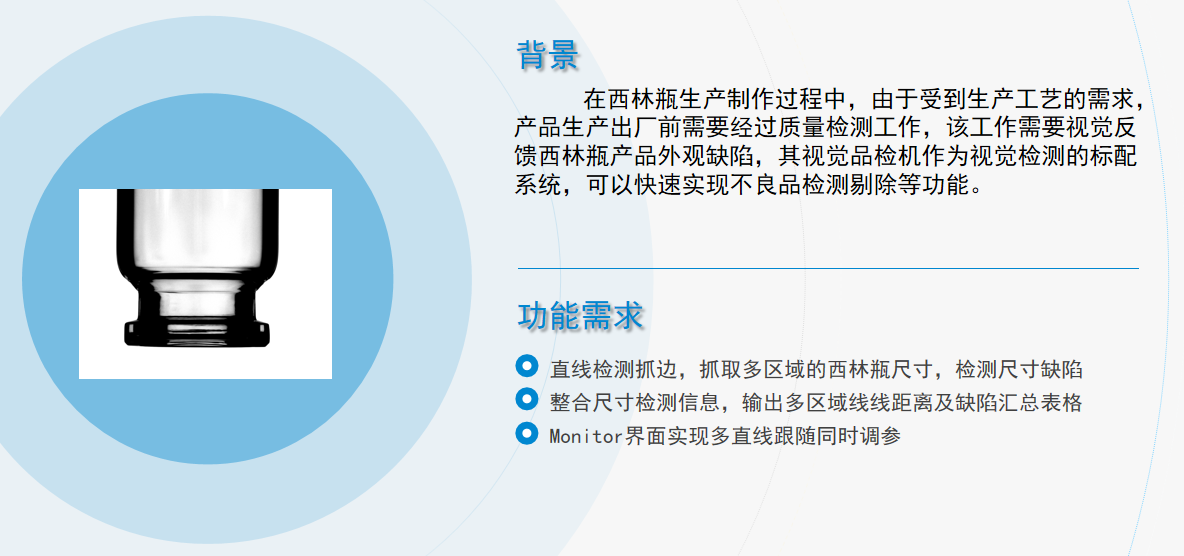 背景
在西林瓶生产制作过程中，由于受到生产工艺的需求，
产品生产出厂前需要经过质量检测工作，该工作需要视觉反
馈西林瓶产品外观缺陷，其视觉品检机作为视觉检测的标配
系统，可以快速实现不良品检测剔除等功能。
功能需求
直线检测抓边，抓取多区域的西林瓶尺寸，检测尺寸缺陷
整合尺寸检测信息，输出多区域线线距离及缺陷汇总表格
Monitor界面实现多直线跟随同时调参